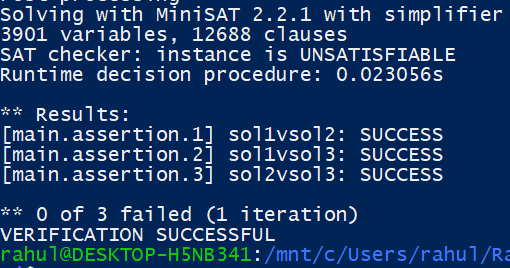 Solving with MiniSAT 2.2.1 with simplifier
3901 variables, 12688 clauses
SAT checker: instance is UNSATISFIABLE
Runtime decision procedure: 0.023056s
** Results:
[main.assertion.1] sol1vsol2: SUCCESS
[main.assertion.2] sol1vsol3: SUCCESS
[main.assertion.3] sol2vsol3: SUCCESS
** 0 of 3 failed (1 iteration)
VERIFICATION SUCCESSFUL
rahul@DESKTOP-H5NB341:/mnt/c/Users/rahul/Ra